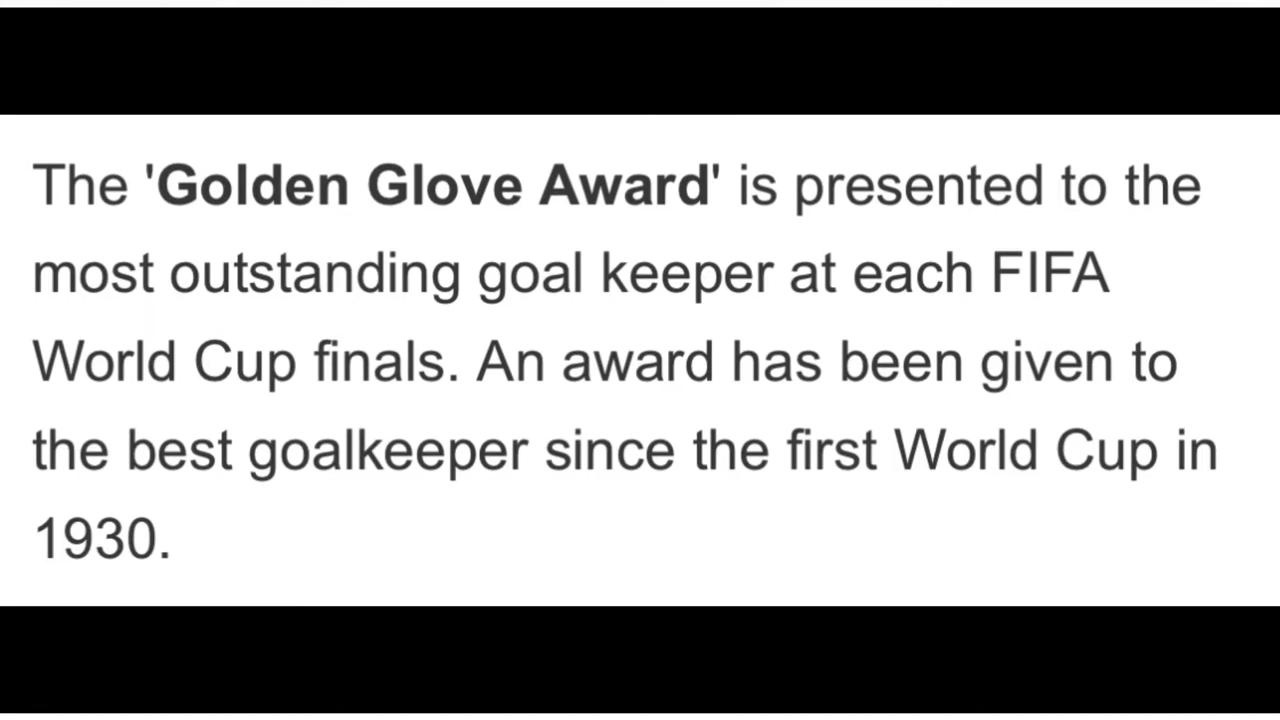 The 'Golden Glove Award' is presented to the
most outstanding goal keeper at each FIFA
World Cup finals. An award has been given to
the best goalkeeper since the first World Cup in
1930.